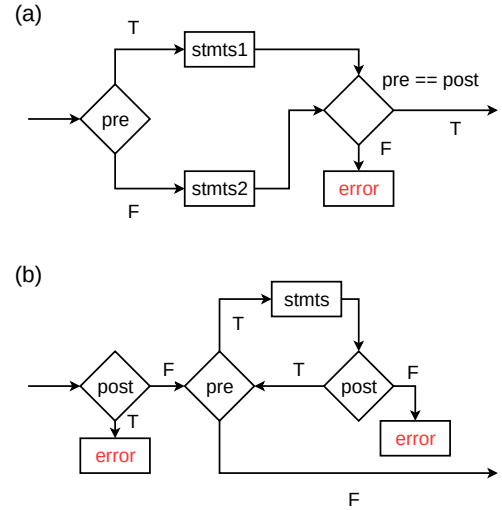 (a)
T
stmts1
pre == post
pre
T
F
F
stmts2
error
(b)
stmts
T
post
F
pre
T
post
F
T
error
error
F